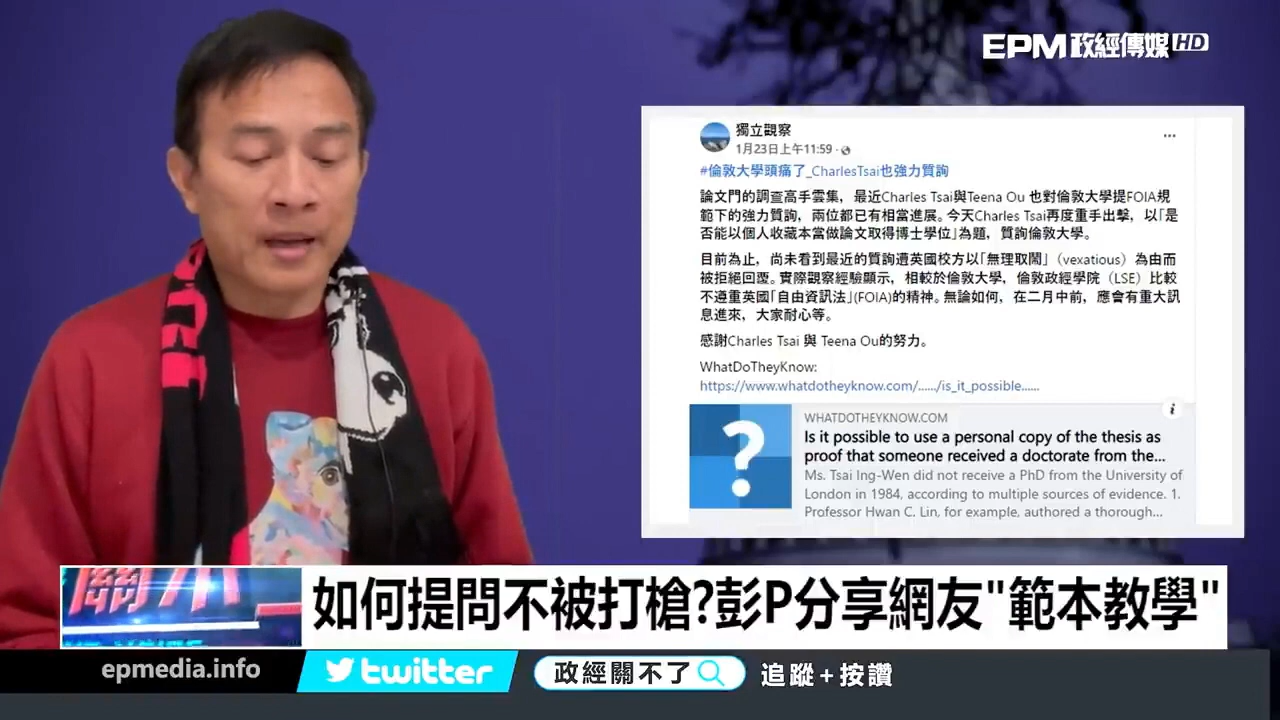 EPM政經傳媒HD
獨立觀察
1月23日上午11:59
#倫敦大學頭痛了_CharlesTsai也強力質詢
論文門的調查高手雲集，最近Charles Tsai與Teena Ou 也對倫敦大學提FOIA規
範下的強力質詢，兩位都已有相當進展。今天Charles Tsai再度重手出擊，以「是
否能以個人收藏本當做論文取得博士學位」為題，質詢倫敦大學。
目前為止，尚未看到最近的質詢遭英國校方以「無理取鬧」（vexatious）為由而
被拒絕回覆。實際觀察經驗顯示，相較於倫敦大學，倫敦政經學院（LSE）比較
不遵重英國「自由資訊法」(FOIA)的精神。無論如何，在二月中前，應會有重大訊
息進來，大家耐心等。
感謝Charles Tsai 與 Teena Ou的努力。
WhatDoTheyKnow:
https://www.whatdotheyknow.com/....../is_it_possible......
WHATDOTHEYKNOW.COM
Is it possible to use a personal copy of the thesis as
proof that someone received a doctorate from the...
Ms. Tsai Ing-Wen did not receive a PhD from the University of
London in 1984, according to multiple sources of evidence. 1.
Professor Hwan C. Lin, for example, authored a thorough...
如何提問不被打槍?彭P分享網友"範本教學"
epmedia.info
twitter
政經關不了
追蹤+按讚